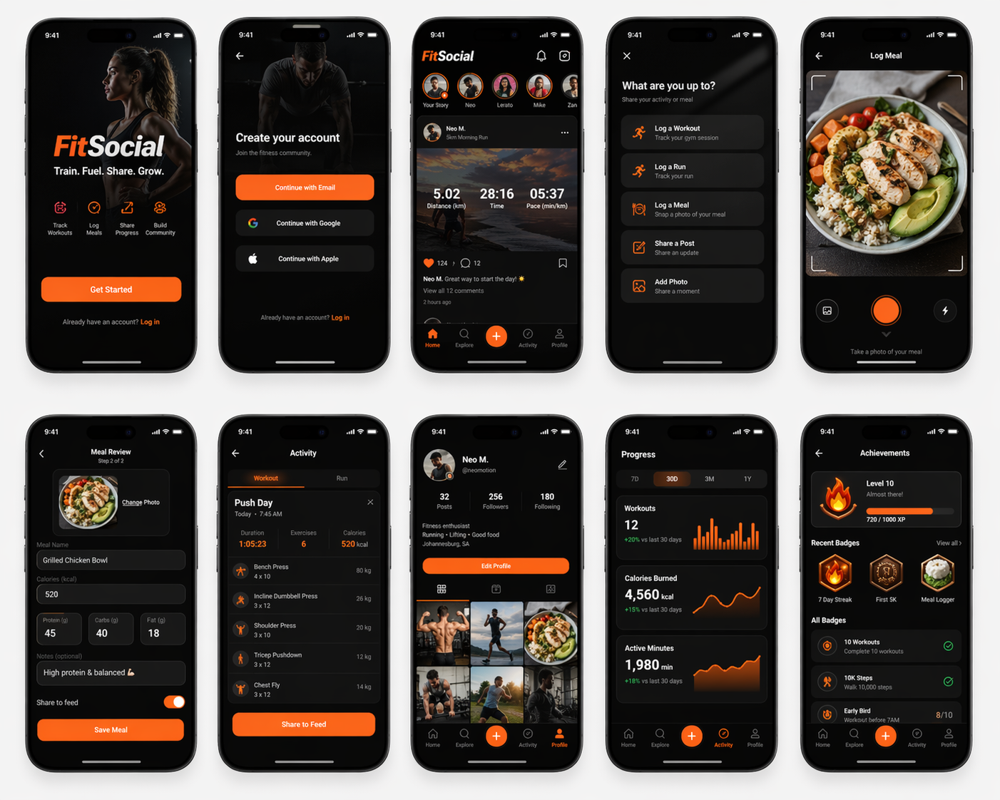 9:41
FitSocial
Train. Fuel. Share. Grow.
Track Workouts
Log Meals
Share Progress
Build Community
Get Started
Already have an account? Log in
9:41
Create your account
Join the fitness community.
Continue with Email
Continue with Google
Continue with Apple
Already have an account? Log in
9:41
FitSocial
Your Story
Neo
Lerato
Mike
Zan
Neo M.
5km Morning Run
5.02
Distance (km)
28:16
Time
05:37
Pace (min/km)
124
12
Neo M. Great way to start the day! ☀️
View all 12 comments
2 hours ago
Home
Explore
Activity
Profile
9:41
What are you up to?
Share your activity or meal
Log a Workout
Track your gym session
Log a Run
Track your run
Log a Meal
Snap a photo of your meal
Share a Post
Share an update
Add Photo
Share a moment
9:41
Log Meal
Take a photo of your meal
9:41
Meal Review
Step 2 of 2
Change Photo
Meal Name
Grilled Chicken Bowl
Calories (kcal)
520
Protein (g)
45
Carbs (g)
40
Fat (g)
18
Notes (optional)
High protein & balanced 💪
Share to feed
Save Meal
9:41
Activity
Workout
Run
Push Day
Today • 7:45 AM
Duration
1:05:23
Exercises
6
Calories
520 kcal
Bench Press
4 x 10
80 kg
Incline Dumbbell Press
3 x 12
26 kg
Shoulder Press
3 x 10
20 kg
Tricep Pushdown
3 x 12
12 kg
Chest Fly
3 x 12
14 kg
Share to Feed
9:41
Neo M.
@neomotion
32
Posts
256
Followers
180
Following
Fitness enthusiast
Running • Lifting • Good food
Johannesburg, SA
Edit Profile
Home
Explore
Activity
Profile
9:41
Progress
7D
30D
3M
1Y
Workouts
12
+20% vs last 30 days
Calories Burned
4,560 kcal
+15% vs last 30 days
Active Minutes
1,980 min
+18% vs last 30 days
Home
Explore
Activity
Profile
9:41
Achievements
Level 10
Almost there!
720 / 1000 XP
Recent Badges
View all ›
7 Day Streak
First 5K
Meal Logger
All Badges
10 Workouts
Complete 10 workouts
10K Steps
Walk 10,000 steps
Early Bird
Workout before 7AM
8/10
Home
Explore
Activity
Profile